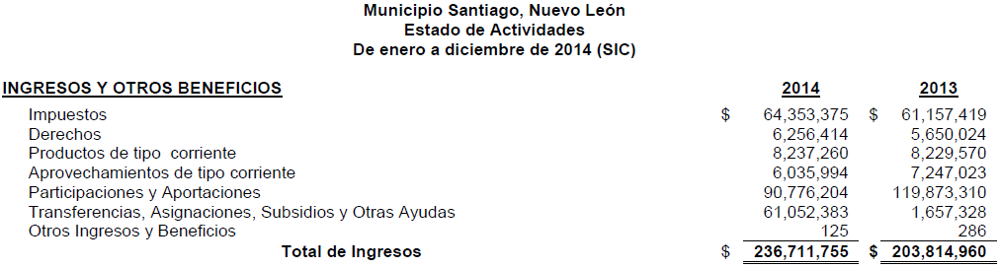 Municipio Santiago, Nuevo León
Estado de Actividades
De enero a diciembre de 2014 (SIC)
INGRESOS Y OTROS BENEFICIOS 2014 2013
Impuestos $ 64,353,375 $ 61,157,419
Derechos 6,256,414 5,650,024
Productos de tipo corriente 8,237,260 8,229,570
Aprovechamientos de tipo corriente 6,035,994 7,247,023
Participaciones y Aportaciones 90,776,204 119,873,310
Transferencias, Asignaciones, Subsidios y Otras Ayudas 61,052,383 1,657,328
Otros Ingresos y Beneficios 125 286
Total de Ingresos $ 236,711,755 $ 203,814,960